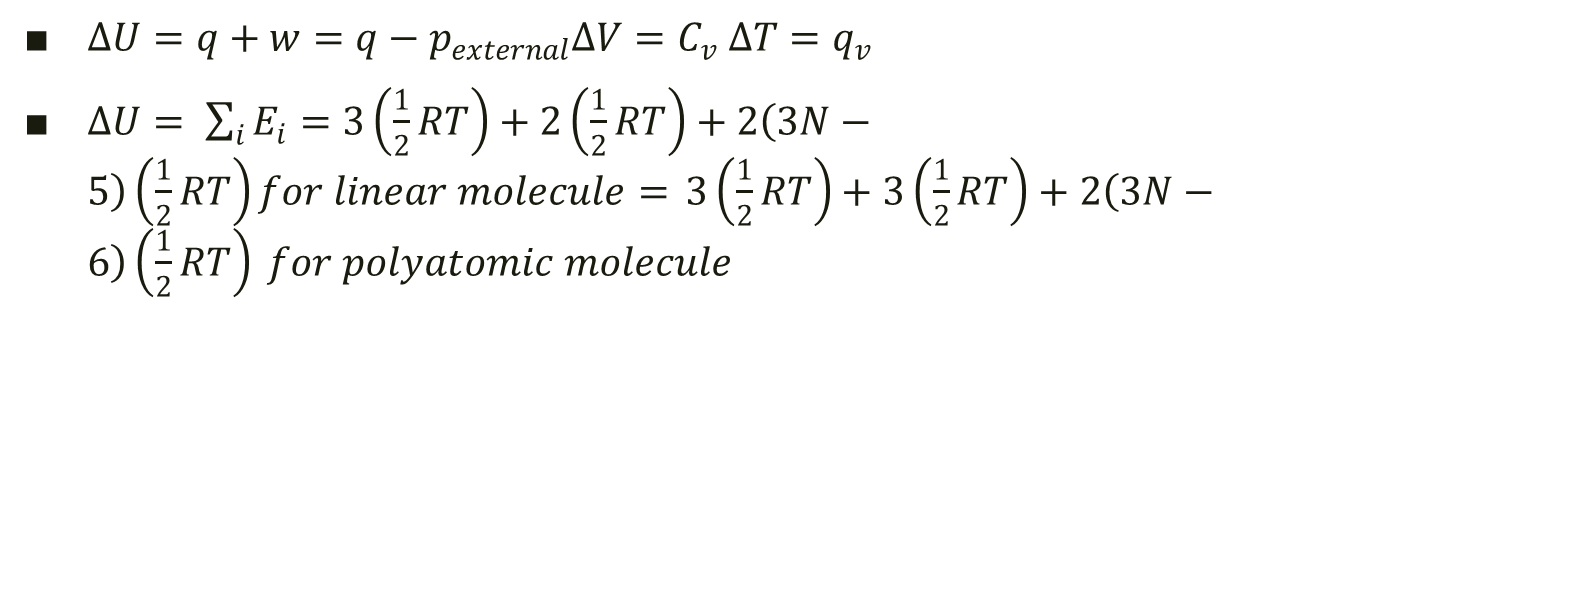 ■ ΔU = q + w = q − p_external ΔV = C_v ΔT = q_v
■ ΔU = ∑_i E_i = 3 (1/2 RT) + 2 (1/2 RT) + 2(3N −
5) (1/2 RT) for linear molecule = 3 (1/2 RT) + 3 (1/2 RT) + 2(3N −
6) (1/2 RT) for polyatomic molecule